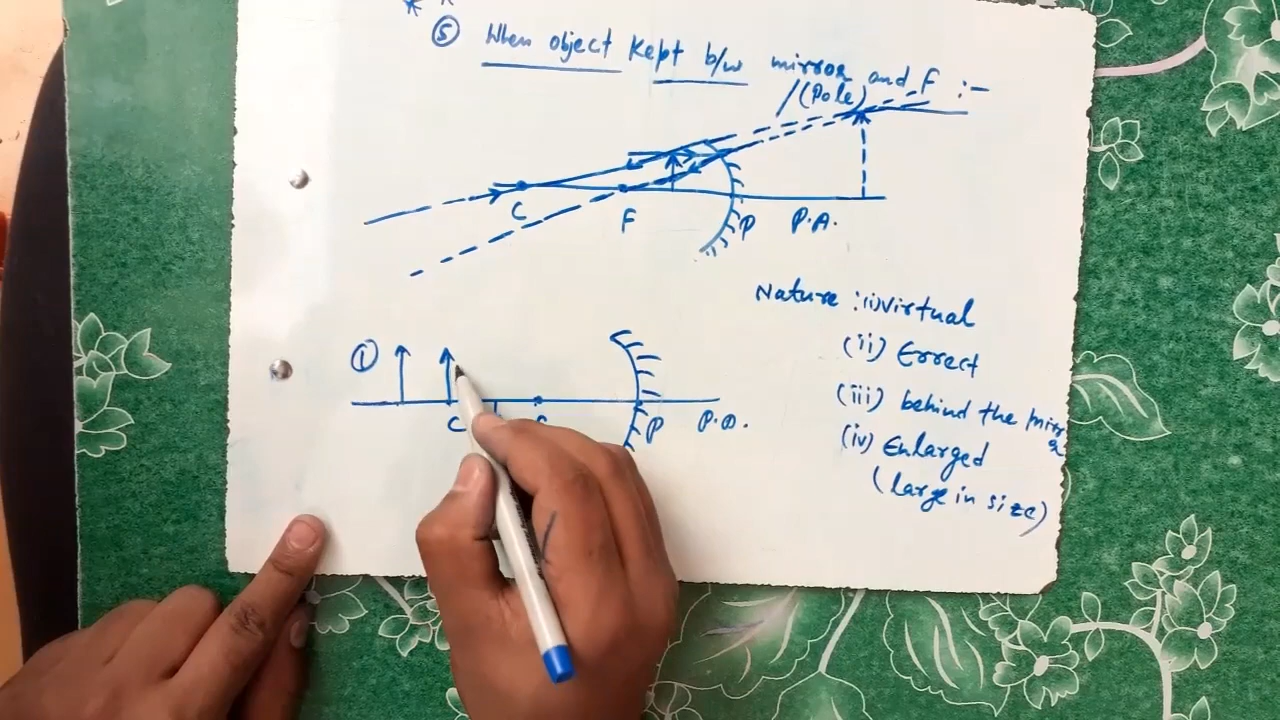 ⑤ When object kept b/w mirror and F :-
(Pole)
C
F
P
P.A.
Nature : (i) Virtual
(ii) Errect
(iii) behind the mirror
(iv) Enlarged
(large in size)
①
C
P